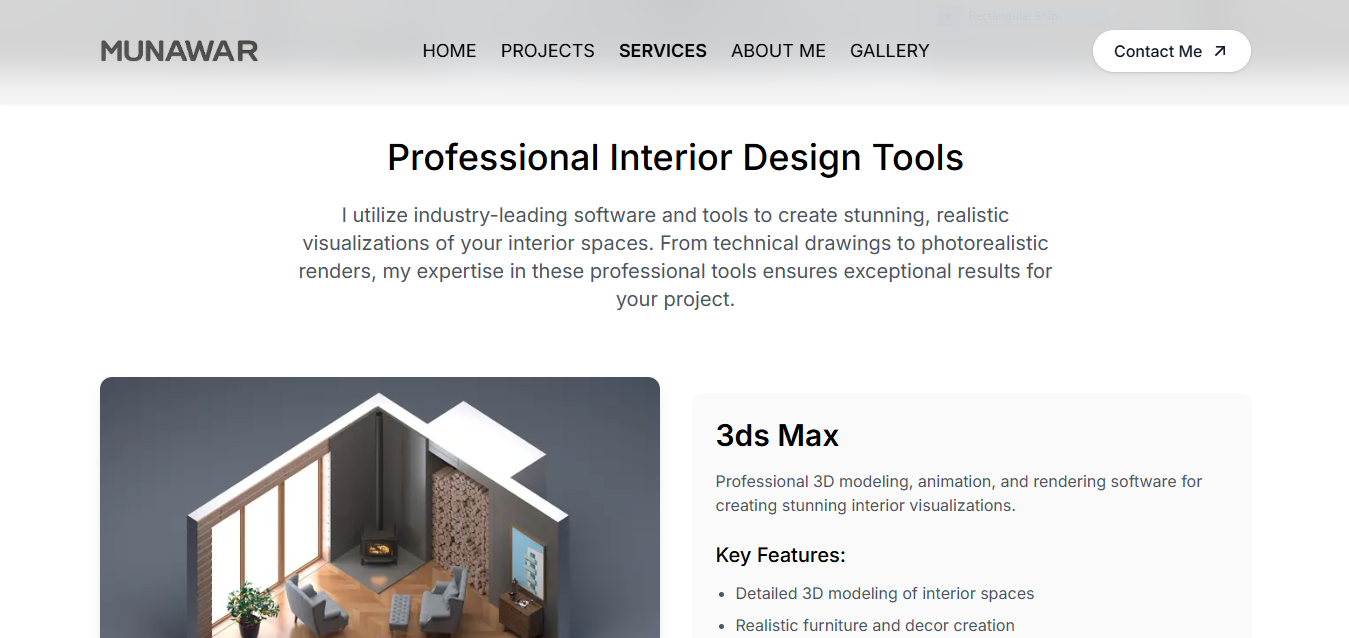 MUNAWAR
HOME PROJECTS SERVICES ABOUT ME GALLERY
Contact Me
Professional Interior Design Tools
I utilize industry-leading software and tools to create stunning, realistic
visualizations of your interior spaces. From technical drawings to photorealistic
renders, my expertise in these professional tools ensures exceptional results for
your project.
3ds Max
Professional 3D modeling, animation, and rendering software for
creating stunning interior visualizations.
Key Features:
• Detailed 3D modeling of interior spaces
• Realistic furniture and decor creation